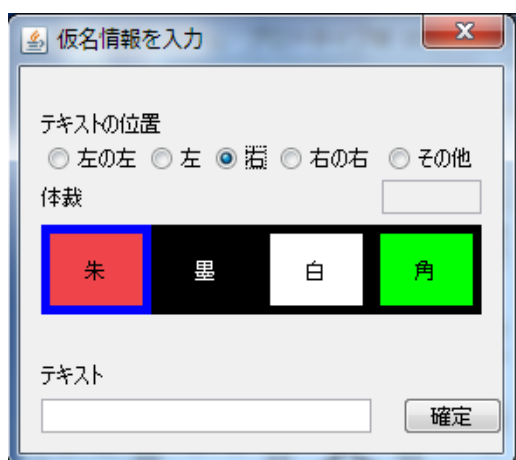 仮名情報を入力
テキストの位置
左の左 左 右 右の右 その他
体裁
朱 墨 白 角
テキスト
確定